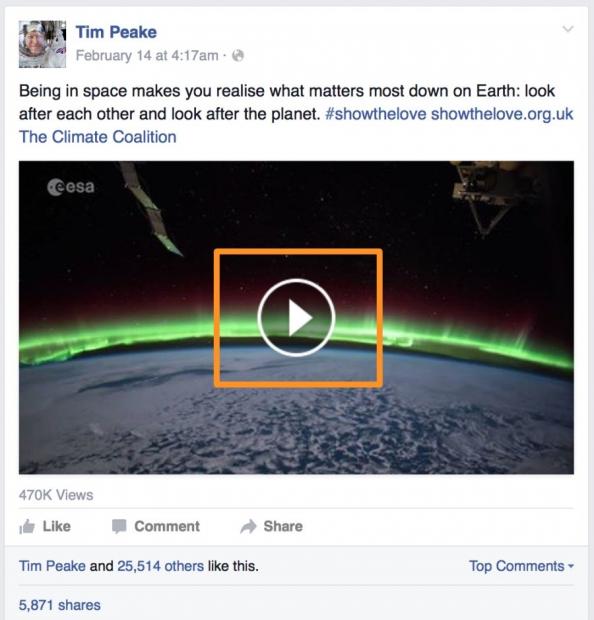 Tim Peake
February 14 at 4:17am ·
Being in space makes you realise what matters most down on Earth: look
after each other and look after the planet. #showthelove showthelove.org.uk
The Climate Coalition
esa
470K Views
Like Comment Share
Tim Peake and 25,514 others like this. Top Comments
5,871 shares